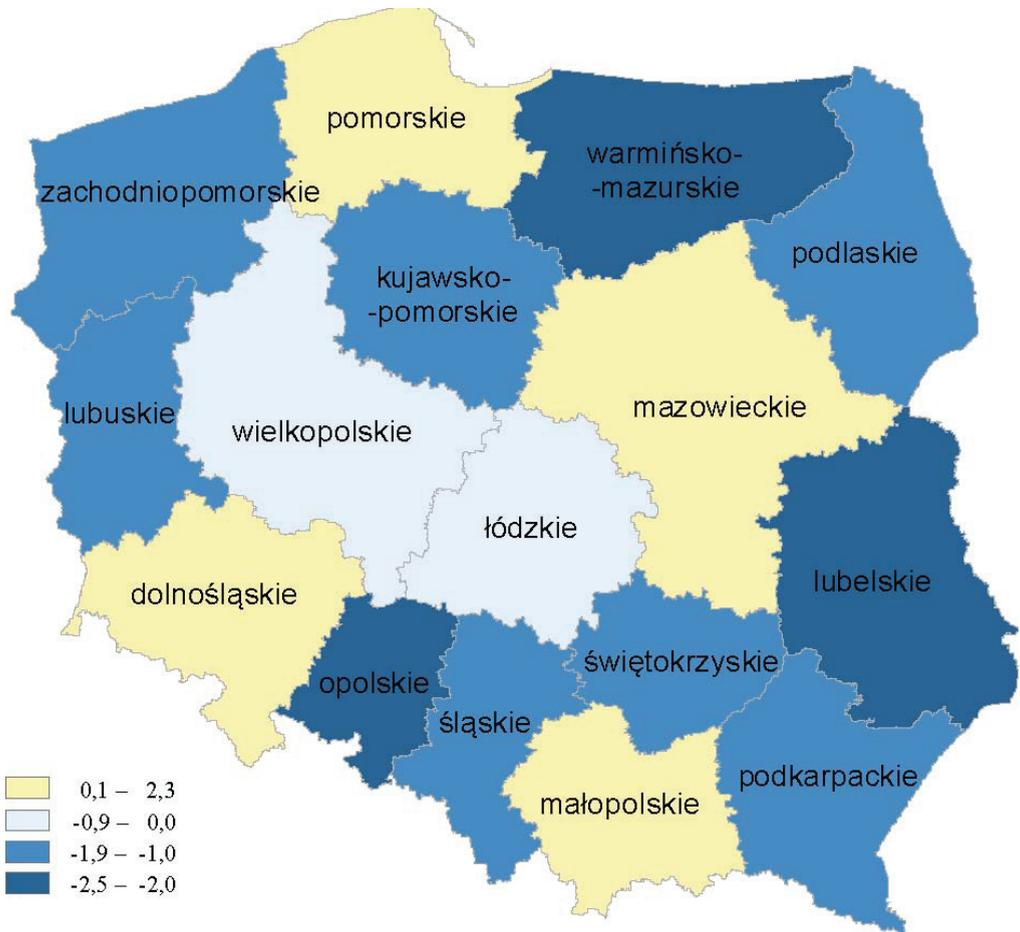 pomorskie
warmińsko-
-mazurskie
zachodniopomorskie
podlaskie
kujawsko-
-pomorskie
lubuskie
wielkopolskie
mazowieckie
łódzkie
dolnośląskie
lubelskie
opolskie
świętokrzyskie
śląskie
podkarpackie
małopolskie
0,1 – 2,3
-0,9 – 0,0
-1,9 – -1,0
-2,5 – -2,0